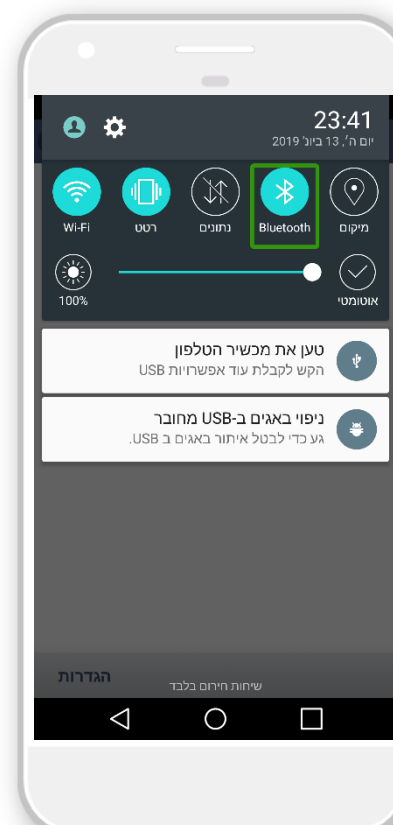 23:41
יום ה׳, 13 ביונ׳ 2019
Wi-Fi
רטט
נתונים
Bluetooth
מיקום
100%
אוטומטי
טען את מכשיר הטלפון
הקש לקבלת עוד אפשרויות USB
ניפוי באגים ב-USB מחובר
גע כדי לבטל איתור באגים ב USB.
הגדרות
שיחות חירום בלבד